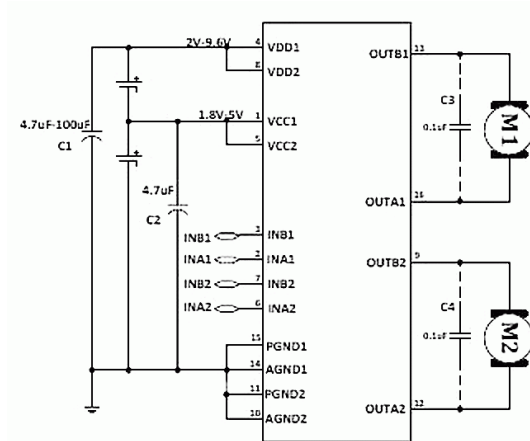 2V-9.6V
4 VDD1
8 VDD2
1.8V-5V
1 VCC1
5 VCC2
4.7uF-100uF
C1
4.7uF
C2
INB1 3 INB1
INA1 2 INA1
INB2 7 INB2
INA2 6 INA2
15 PGND1
14 AGND1
11 PGND2
10 AGND2
OUTB1 13
C3
0.1uF
M1
OUTA1 16
OUTB2 9
C4
0.1uF
M2
OUTA2 12